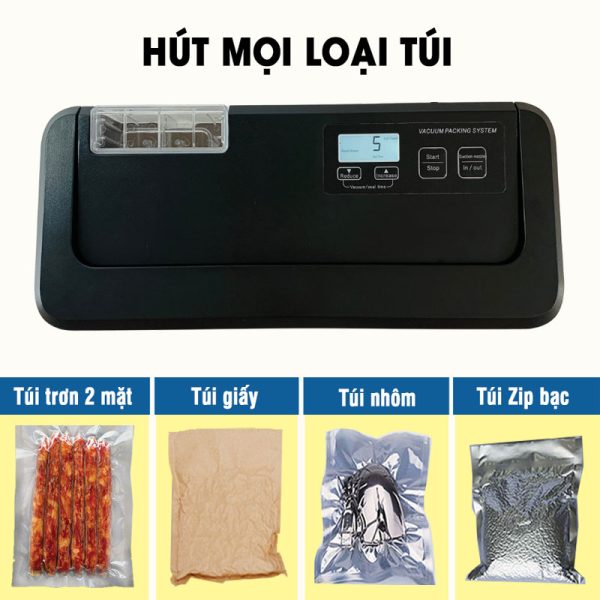 HÚT MỌI LOẠI TÚI
VACUUM PACKING SYSTEM
5
Reduce
Increase
Vacuum/seal time
Start
Stop
Suction nozzle
In / out
Túi trơn 2 mặt
Túi giấy
Túi nhôm
Túi Zip bạc